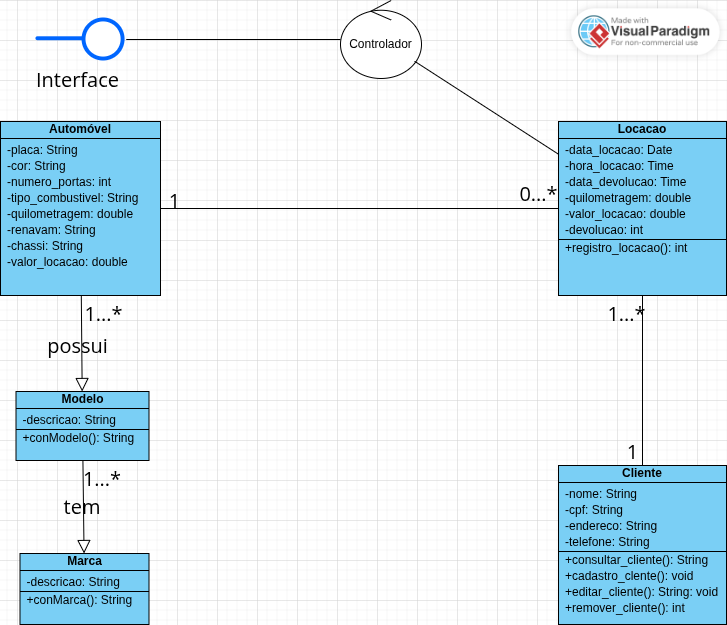 Made with
VisualParadigm
For non-commercial use
Controlador
Interface
Automóvel
-placa: String
-cor: String
-numero_portas: int
-tipo_combustivel: String
-quilometragem: double
-renavam: String
-chassi: String
-valor_locacao: double
1
0...*
Locacao
-data_locacao: Date
-hora_locacao: Time
-data_devolucao: Time
-quilometragem: double
-valor_locacao: double
-devolucao: int
+registro_locacao(): int
1...*
possui
Modelo
-descricao: String
+conModelo(): String
1...*
tem
Marca
-descricao: String
+conMarca(): String
1...*
1
Cliente
-nome: String
-cpf: String
-endereco: String
-telefone: String
+consultar_cliente(): String
+cadastro_clente(): void
+editar_cliente(): String: void
+remover_cliente(): int